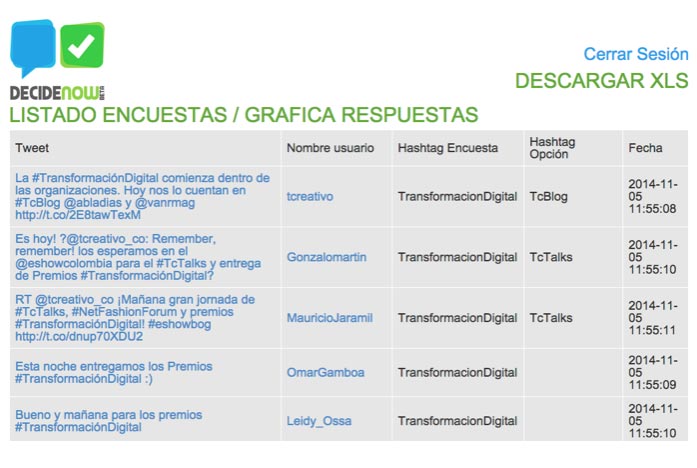 DECIDENOW BETA
Cerrar Sesión
DESCARGAR XLS
LISTADO ENCUESTAS / GRAFICA RESPUESTAS
Tweet Nombre usuario Hashtag Encuesta Hashtag Opción Fecha
La #TransformaciónDigital comienza dentro de
las organizaciones. Hoy nos lo cuentan en
#TcBlog @abladias y @vanrmag
http://t.co/2E8tawTexM
tcreativo
TransformacionDigital
TcBlog
2014-11-
05
11:55:08
Es hoy! ?@tcreativo_co: Remember,
remember! los esperamos en el
@eshowcolombia para el #TcTalks y entrega
de Premios #TransformaciónDigital?
Gonzalomartin
TransformacionDigital
TcTalks
2014-11-
05
11:55:10
RT @tcreativo_co ¡Mañana gran jornada de
#TcTalks, #NetFashionForum y premios
#TransformaciónDigital! #eshowbog
http://t.co/dnup70XDU2
MauricioJaramil
TransformacionDigital
TcTalks
2014-11-
05
11:55:11
Esta noche entregamos los Premios
#TransformaciónDigital :)
OmarGamboa
TransformacionDigital
2014-11-
05
11:55:09
Bueno y mañana para los premios
#TransformaciónDigital
Leidy_Ossa
TransformacionDigital
2014-11-
05
11:55:10